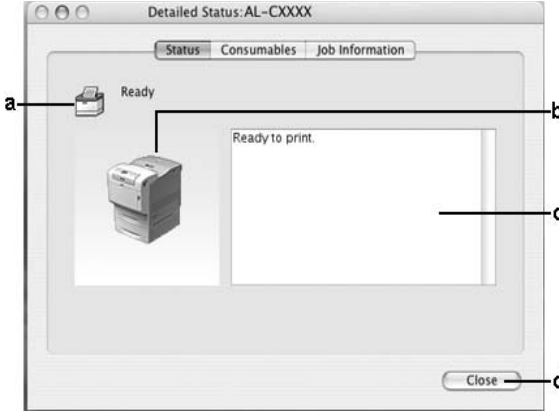 Detailed Status:AL-CXXXX
Status Consumables Job Information
a
Ready
b
Ready to print.
Close